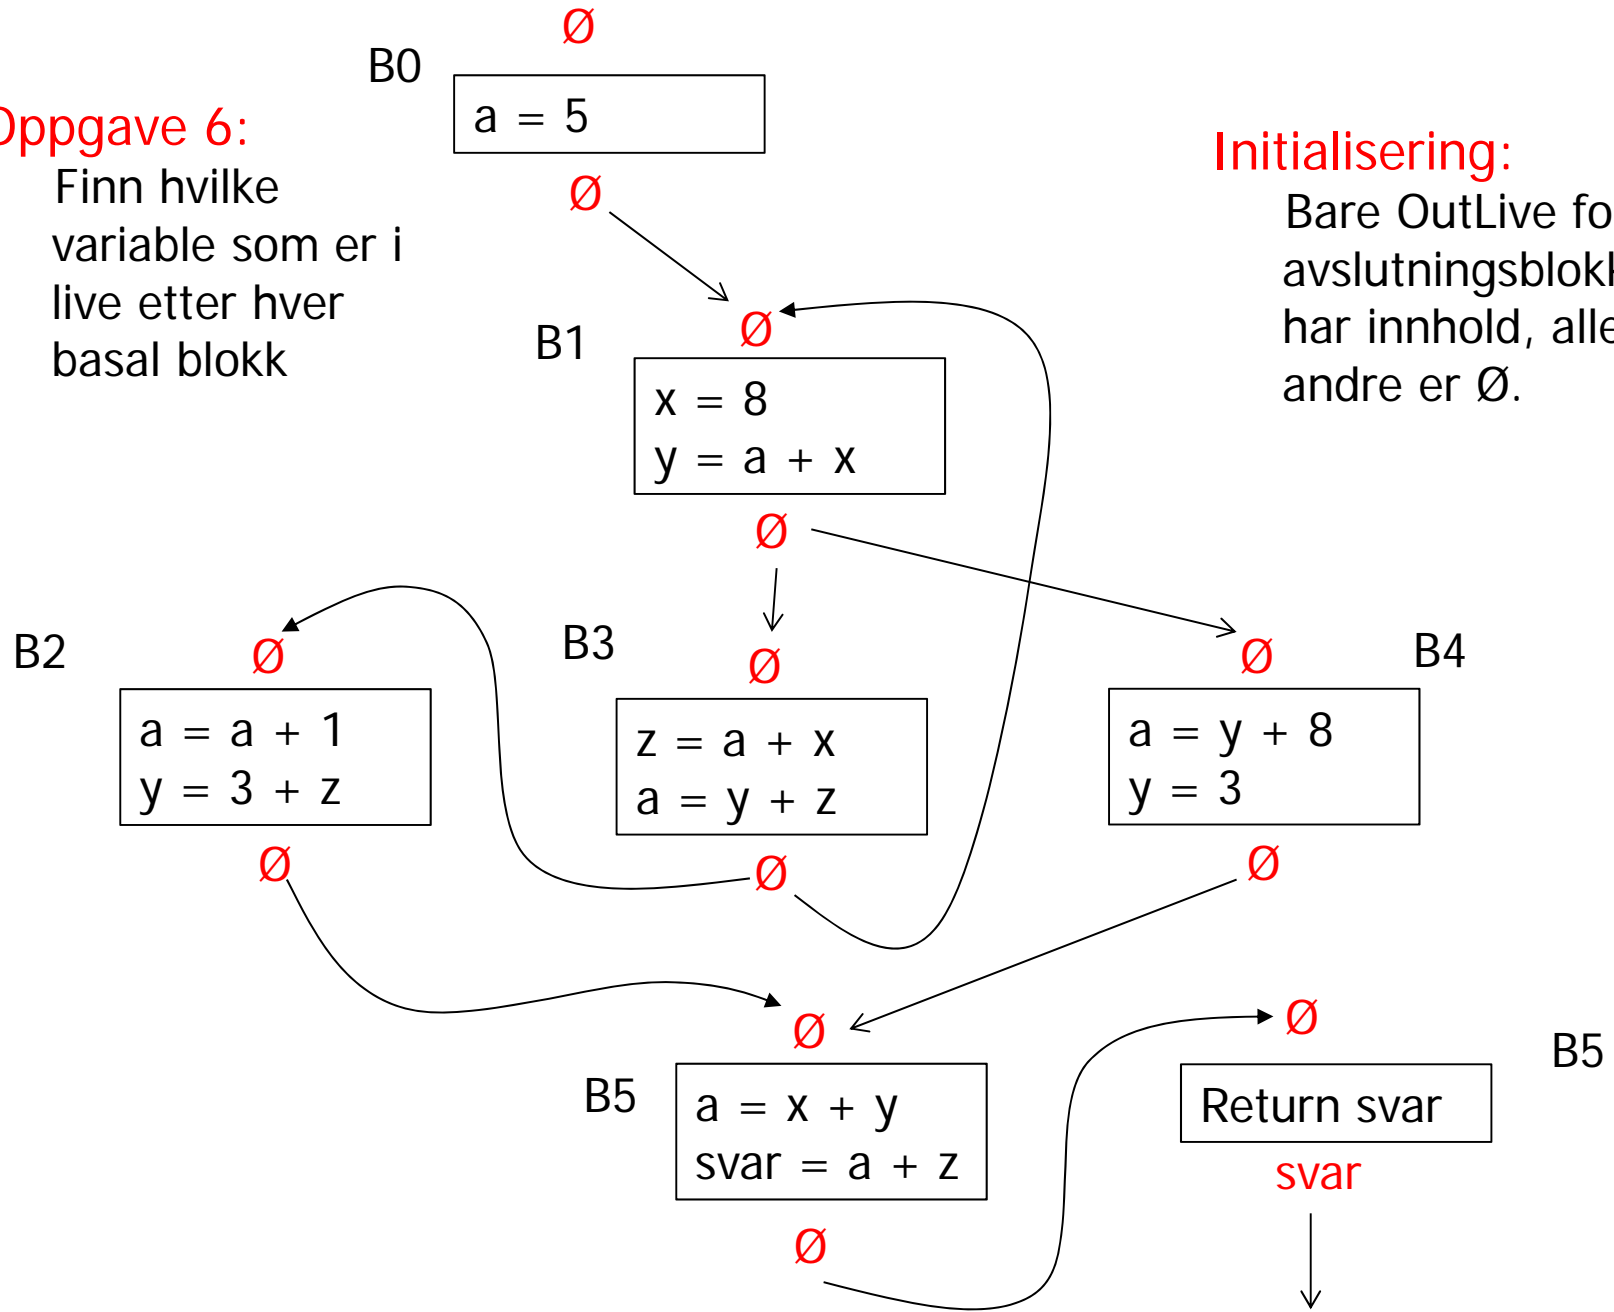 Ø
B0
a = 5
Ø
Oppgave 6:
Finn hvilke
variable som er i
live etter hver
basal blokk
Initialisering:
Bare OutLive fo
avslutningsblokk
har innhold, alle
andre er Ø.
Ø
B1
x = 8
y = a + x
Ø
B2
Ø
a = a + 1
y = 3 + z
Ø
B3
Ø
z = a + x
a = y + z
Ø
Ø
B4
a = y + 8
y = 3
Ø
Ø
B5
a = x + y
svar = a + z
Ø
Ø
B5
Return svar
svar